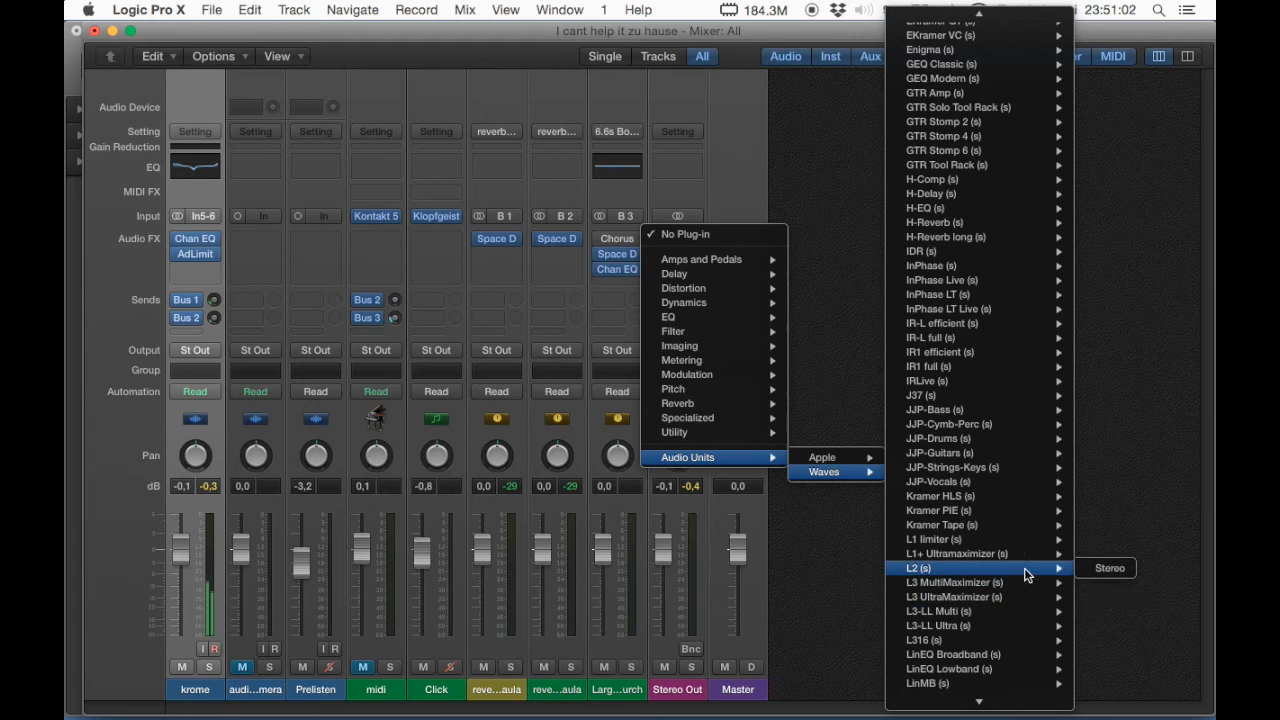 Logic Pro X File Edit Track Navigate Record Mix View Window 1 Help 184.3M 23:51:02
I cant help it zu hause - Mixer: All
Edit Options View Single Tracks All Audio Inst Aux MIDI
Audio Device
Setting Setting Setting Setting Setting Setting reverb... reverb... 6.6s Bo... Setting
Gain Reduction
EQ
MIDI FX
Input In5-6 In In Kontakt 5 Klopfgeist B 1 B 2 B 3
Audio FX Chan EQ Space D Space D Chorus
AdLimit Space D
Chan EQ
Sends Bus 1 Bus 2
Bus 2 Bus 3
Output St Out St Out St Out St Out St Out St Out St Out St Out
Group
Automation Read Read Read Read Read Read Read Read
Pan
dB -0,1 -0,3 0,0 -3,2 0,1 -0,8 0,0 -29 0,0 -29 0,0 -0,1 -0,4 0,0
I R I R I R Bnc
M S M S M S M S M S M S M S M S M S M D
krome audi...mera Prelisten midi Click reve...aula reve...aula Larg...urch Stereo Out Master
No Plug-in
Amps and Pedals
Delay
Distortion
Dynamics
EQ
Filter
Imaging
Metering
Modulation
Pitch
Reverb
Specialized
Utility
Audio Units
Apple
Waves
EKramer VC (s)
Enigma (s)
GEQ Classic (s)
GEQ Modern (s)
GTR Amp (s)
GTR Solo Tool Rack (s)
GTR Stomp 2 (s)
GTR Stomp 4 (s)
GTR Stomp 6 (s)
GTR Tool Rack (s)
H-Comp (s)
H-Delay (s)
H-EQ (s)
H-Reverb (s)
H-Reverb long (s)
IDR (s)
InPhase (s)
InPhase Live (s)
InPhase LT (s)
InPhase LT Live (s)
IR-L efficient (s)
IR-L full (s)
IR1 efficient (s)
IR1 full (s)
IRLive (s)
J37 (s)
JJP-Bass (s)
JJP-Cymb-Perc (s)
JJP-Drums (s)
JJP-Guitars (s)
JJP-Strings-Keys (s)
JJP-Vocals (s)
Kramer HLS (s)
Kramer PIE (s)
Kramer Tape (s)
L1 limiter (s)
L1+ Ultramaximizer (s)
L2 (s)
L3 MultiMaximizer (s)
L3 UltraMaximizer (s)
L3-LL Multi (s)
L3-LL Ultra (s)
L316 (s)
LinEQ Broadband (s)
LinEQ Lowband (s)
LinMB (s)
Stereo